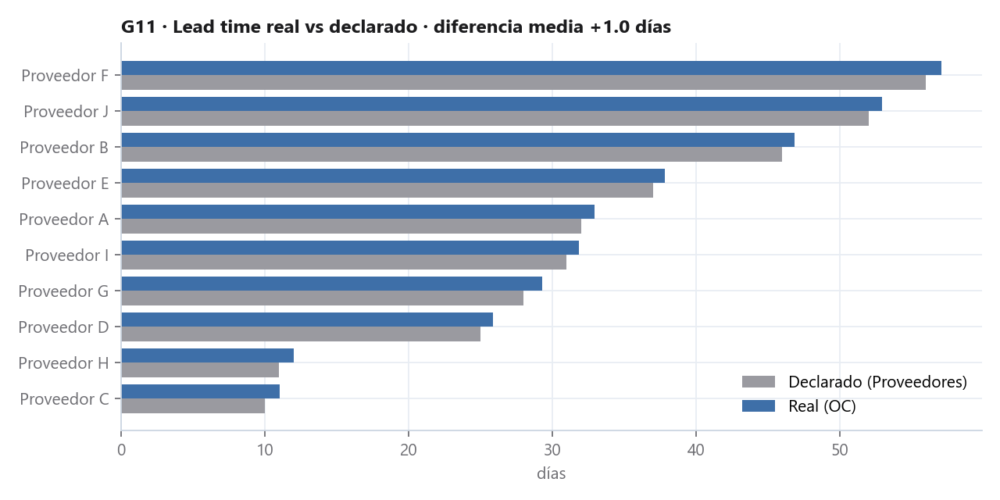 G11 · Lead time real vs declarado · diferencia media +1.0 días
Proveedor F
Proveedor J
Proveedor B
Proveedor E
Proveedor A
Proveedor I
Proveedor G
Proveedor D
Proveedor H
Proveedor C
Declarado (Proveedores)
Real (OC)
0 10 20 30 40 50
días